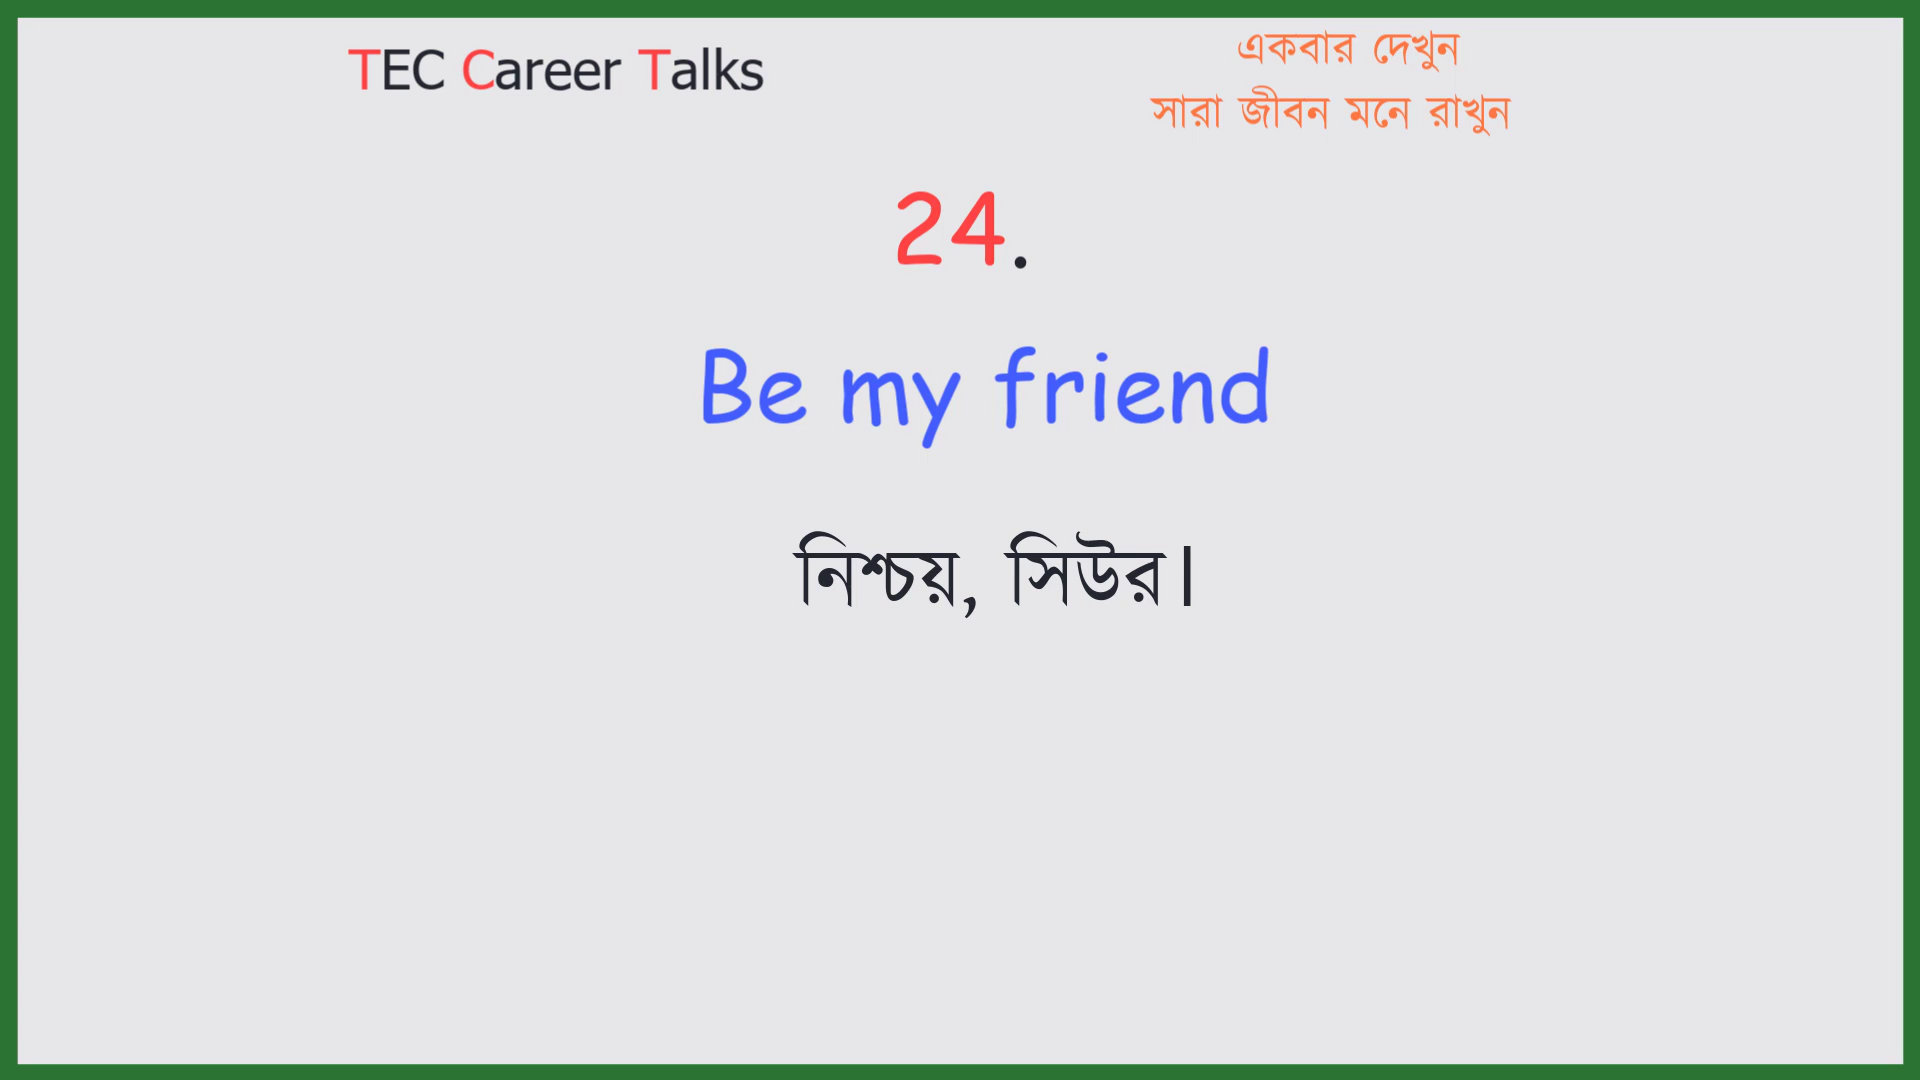 TEC Career Talks
একবার দেখুন
সারা জীবন মনে রাখুন
24.
Be my friend
নিশ্চয়, সিউর।